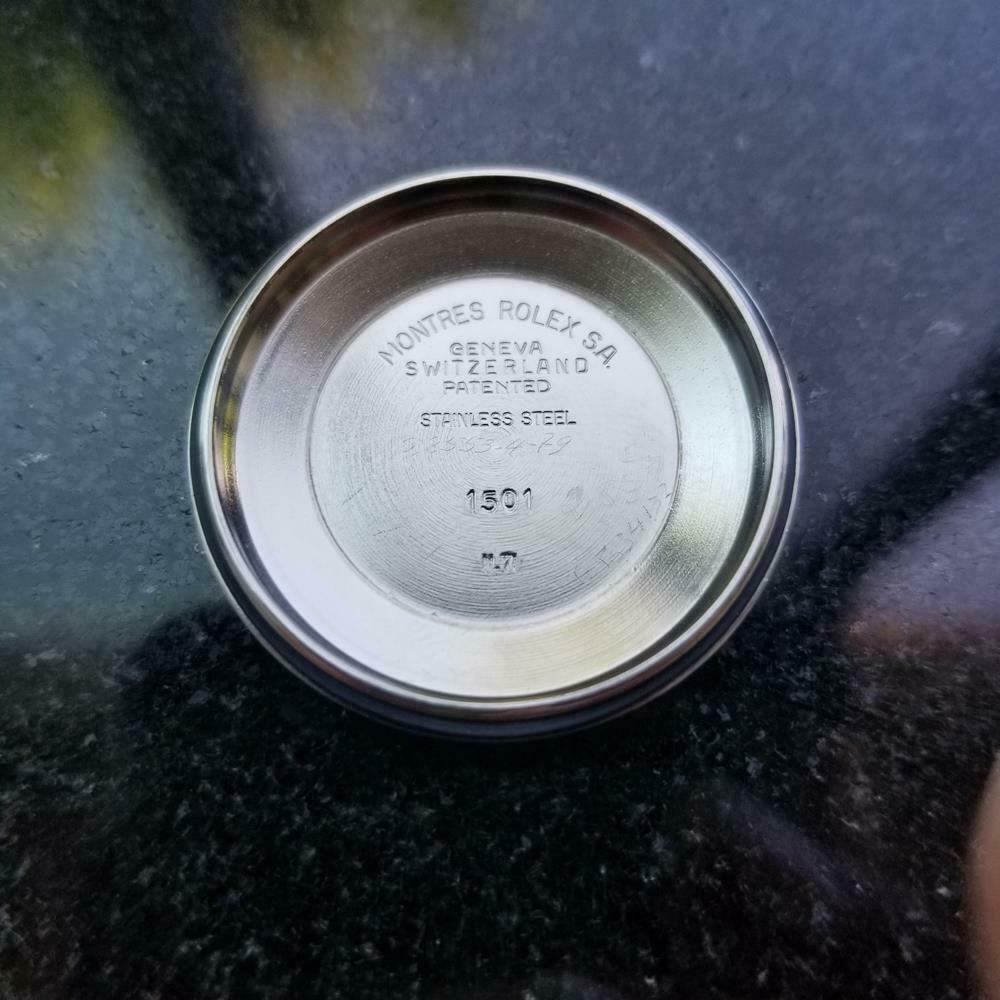 MONTRES ROLEX S.A.
GENEVA
SWITZERLAND
PATENTED
STAINLESS STEEL
1501